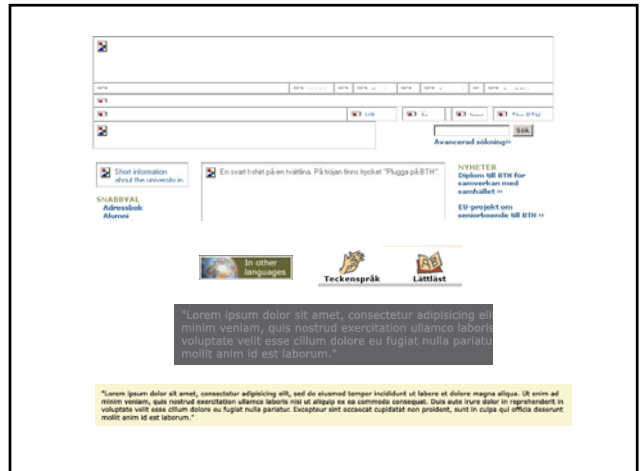 Sök
Avancerad sökning»
Short information
about the university in
En svart t-shirt på en tvättlina. På tröjan finns trycket "Plugga på BTH".
NYHETER
Diplom till BTH för
samverkan med
samhället »
SNABBVAL
Adressbok
Alumni
EU-projekt om
seniorboende till BTH »
In other
languages
Teckenspråk
Lättläst
"Lorem ipsum dolor sit amet, consectetur adipisicing eli
minim veniam, quis nostrud exercitation ullamco laboris
voluptate velit esse cillum dolore eu fugiat nulla pariatu
mollit anim id est laborum."
"Lorem ipsum dolor sit amet, consectetur adipisicing elit, sed do eiusmod tempor incididunt ut labore et dolore magna aliqua. Ut enim ad
minim veniam, quis nostrud exercitation ullamco laboris nisi ut aliquip ex ea commodo consequat. Duis aute irure dolor in reprehenderit in
voluptate velit esse cillum dolore eu fugiat nulla pariatur. Excepteur sint occaecat cupidatat non proident, sunt in culpa qui officia deserunt
mollit anim id est laborum."